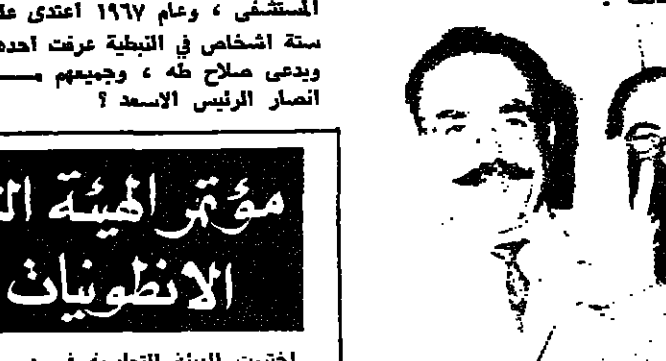 المستشفى ، وعام ١٩٦٧ اعتدى
ستة اشخاص في النبطية عرفت احدهم
ويدعى صلاح طه ، وجميعهم
انصار الرئيس الاسعد ؟
مؤتمر الهيئة
الانطونيات